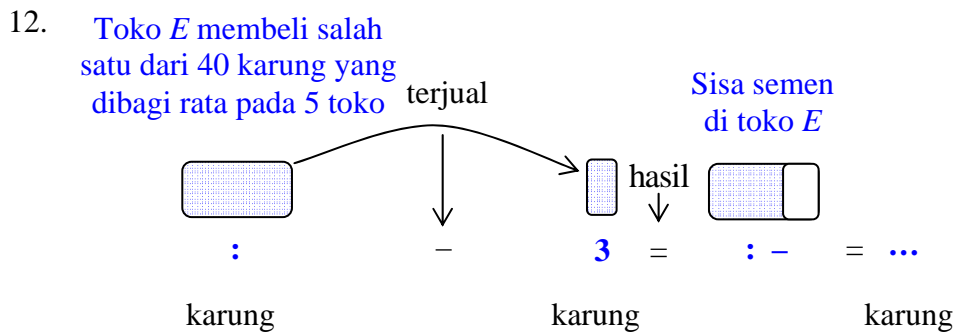 12.
Toko E membeli salah
satu dari 40 karung yang
dibagi rata pada 5 toko
terjual
Sisa semen
di toko E
hasil
: – 3 = : – = ...
karung karung karung